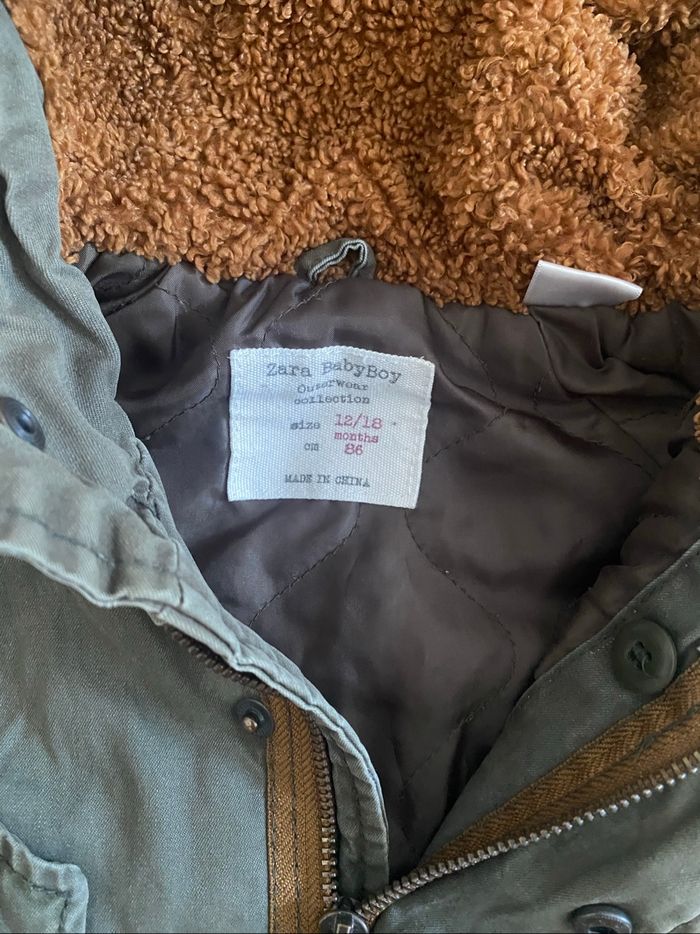 Zara BabyBoy
Outerwear
collection
size 12/18
months
cm 86
MADE IN CHINA